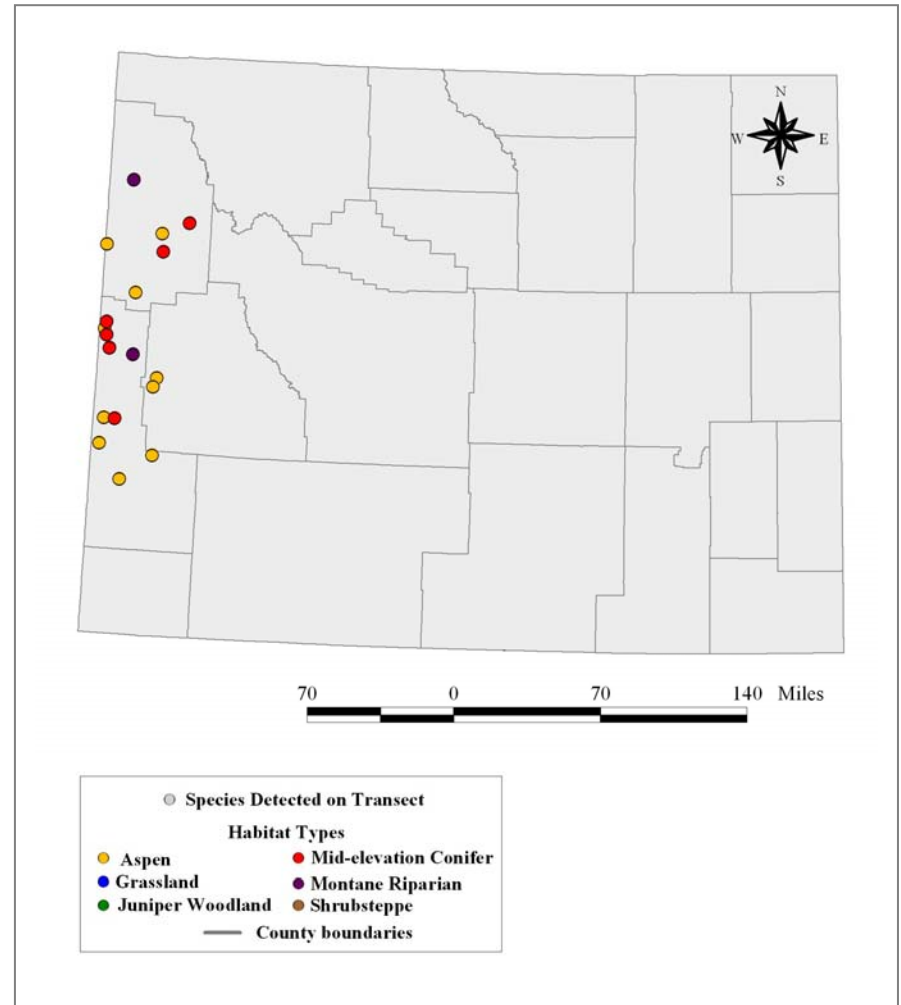 N
W E
S
70 0 70 140 Miles
Species Detected on Transect
Habitat Types
Aspen Mid-elevation Conifer
Grassland Montane Riparian
Juniper Woodland Shrubsteppe
County boundaries